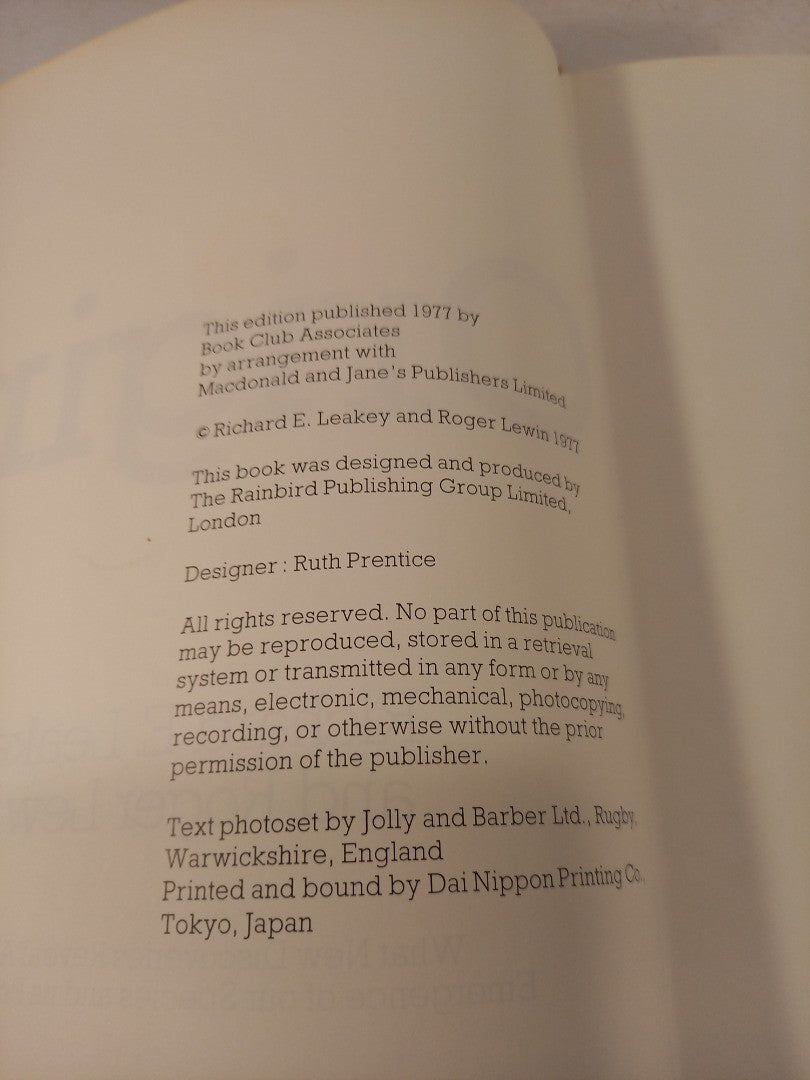 This edition published 1977 by
Book Club Associates
by arrangement with
Macdonald and Jane's Publishers Limited
© Richard E. Leakey and Roger Lewin 1977
This book was designed and produced by
The Rainbird Publishing Group Limited,
London
Designer : Ruth Prentice
All rights reserved. No part of this publication
may be reproduced, stored in a retrieval
system or transmitted in any form or by any
means, electronic, mechanical, photocopying,
recording, or otherwise without the prior
permission of the publisher.
Text photoset by Jolly and Barber Ltd., Rugby,
Warwickshire, England
Printed and bound by Dai Nippon Printing Co.,
Tokyo, Japan